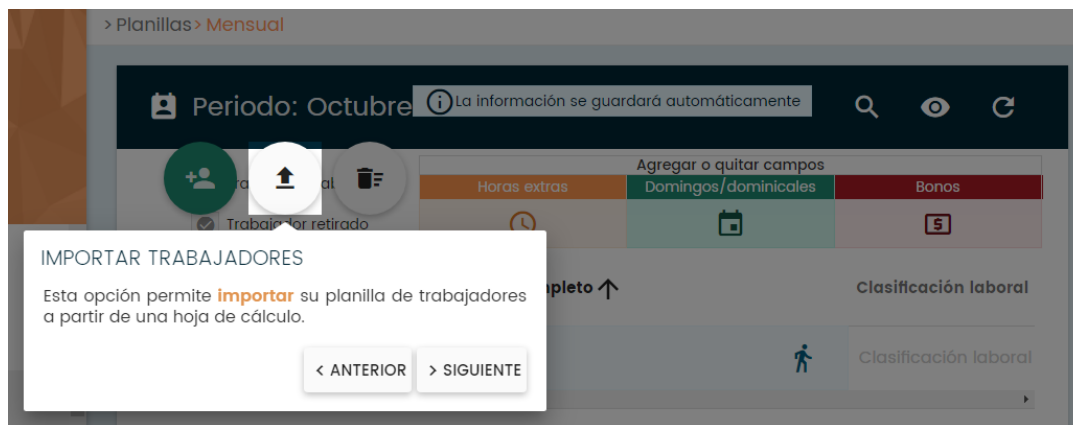 > Planillas > Mensual
Periodo: Octubre
La información se guardará automáticamente
Agregar o quitar campos
Horas extras
Domingos/dominicales
Bonos
Trabajador retirado
IMPORTAR TRABAJADORES
Esta opción permite importar su planilla de trabajadores
a partir de una hoja de cálculo.
< ANTERIOR
> SIGUIENTE
Clasificación laboral
Clasificación laboral